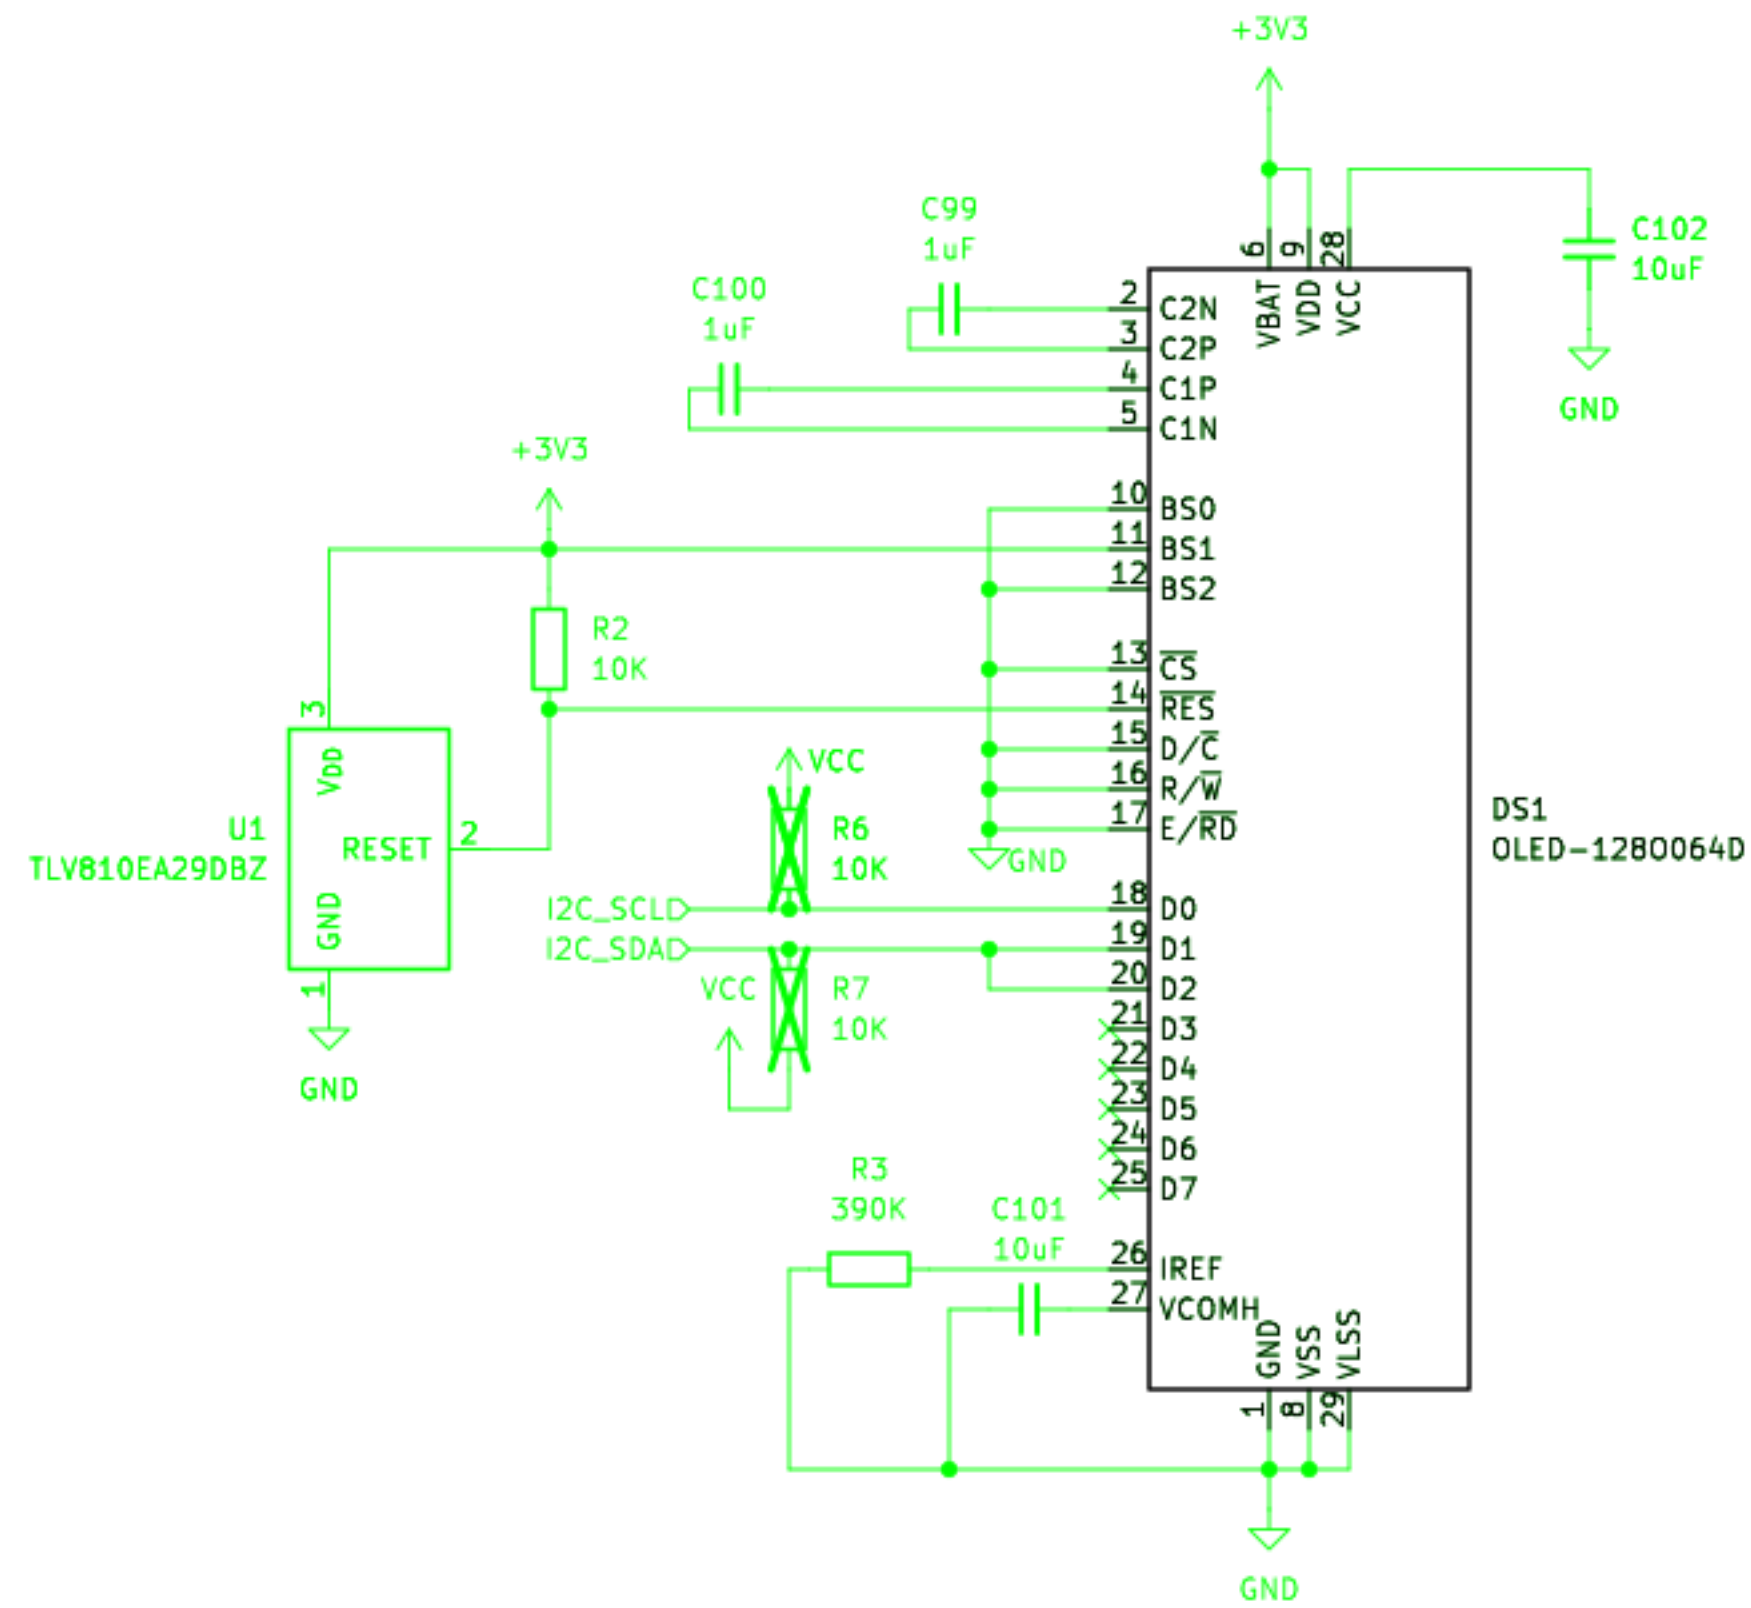 +3V3
C99
1uF
C100
1uF
C102
10uF
GND
6
9
28
VBAT
VDD
VCC
2
C2N
3
C2P
4
C1P
5
C1N
+3V3
10
BS0
11
BS1
12
BS2
R2
10K
13
CS
14
RES
15
D/C
16
R/W
17
E/RD
GND
3
VDD
U1
TLV810EA29DBZ
RESET
2
GND
1
GND
VCC
R6
10K
DS1
OLED-128O064D
I2C_SCL
18
D0
I2C_SDA
19
D1
20
D2
VCC
R7
10K
21
D3
22
D4
23
D5
24
D6
25
D7
R3
390K
C101
10uF
26
IREF
27
VCOMH
GND
VSS
VLSS
1
8
29
GND